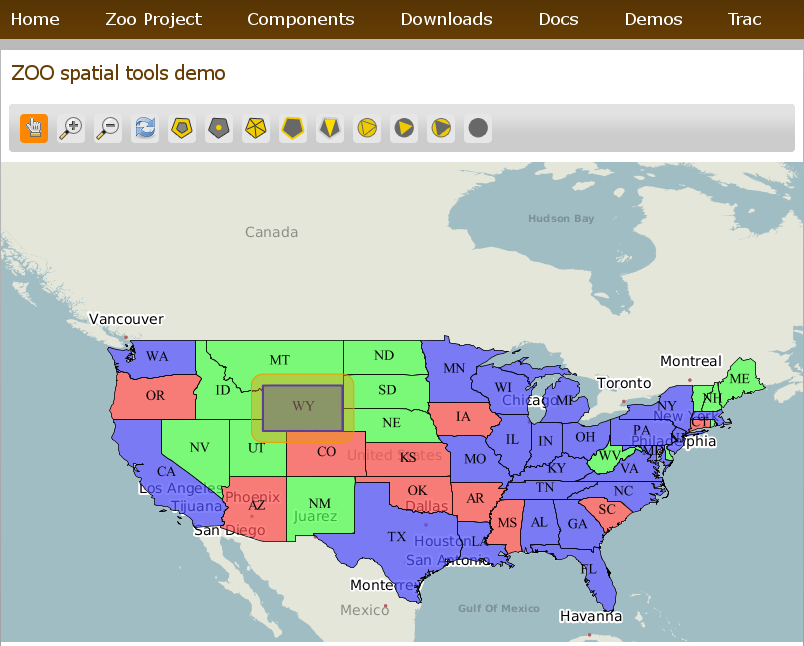 Home Zoo Project Components Downloads Docs Demos Trac
ZOO spatial tools demo
Hudson Bay
Canada
Vancouver
WA MT ND MN Montreal
OR ID SD WI Chicago MI Toronto ME
WY NE IA NY NH
New York CT
NV UT CO United States KS MO IL IN OH PA Philadelphia NJ
CA WV MD VA KY
Los Angeles Phoenix AZ NM OK AR TN NC
Tijuana Juarez Dallas MS AL GA SC
San Diego TX Houston LA
San Antonio FL
Monterrey
Mexico Gulf Of Mexico Havana